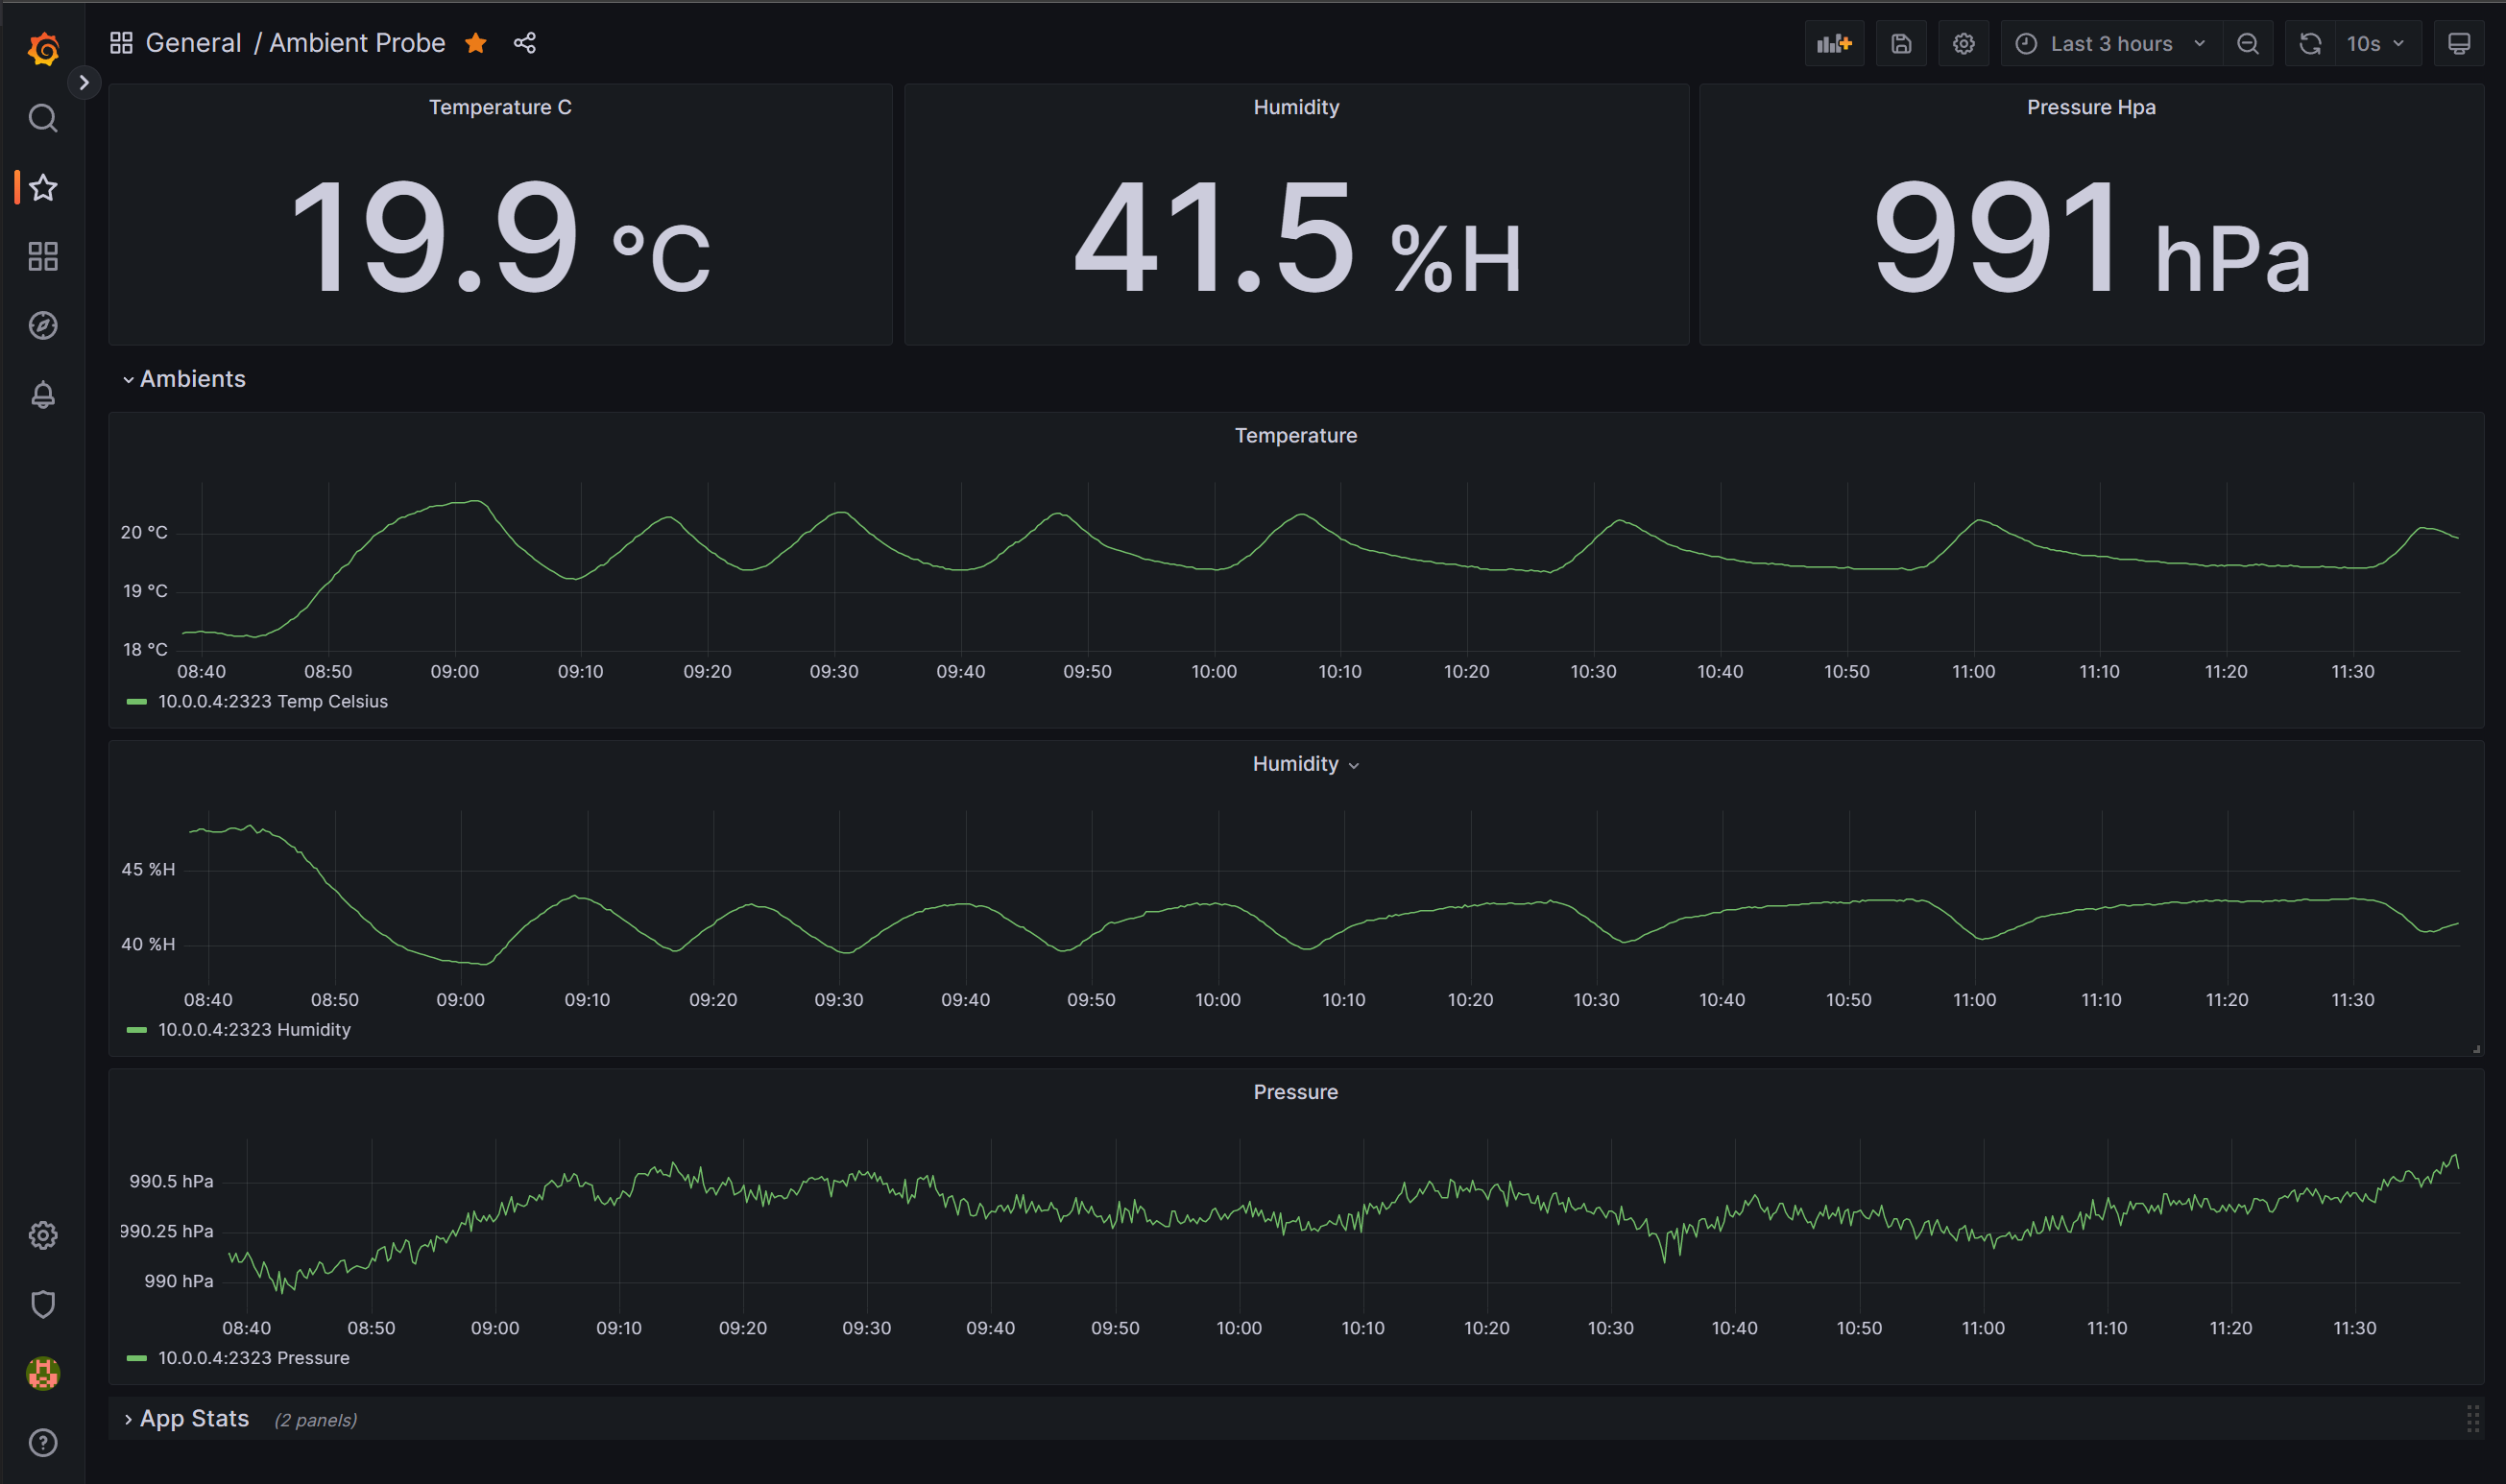 General / Ambient Probe
Last 3 hours
10s
Temperature C
Humidity
Pressure Hpa
19.9 °C
41.5 %H
991 hPa
Ambients
Temperature
20 °C
19 °C
18 °C
08:40 08:50 09:00 09:10 09:20 09:30 09:40 09:50 10:00 10:10 10:20 10:30 10:40 10:50 11:00 11:10 11:20 11:30
10.0.0.4:2323 Temp Celsius
Humidity
45 %H
40 %H
08:40 08:50 09:00 09:10 09:20 09:30 09:40 09:50 10:00 10:10 10:20 10:30 10:40 10:50 11:00 11:10 11:20 11:30
10.0.0.4:2323 Humidity
Pressure
990.5 hPa
990.25 hPa
990 hPa
08:40 08:50 09:00 09:10 09:20 09:30 09:40 09:50 10:00 10:10 10:20 10:30 10:40 10:50 11:00 11:10 11:20 11:30
10.0.0.4:2323 Pressure
App Stats (2 panels)